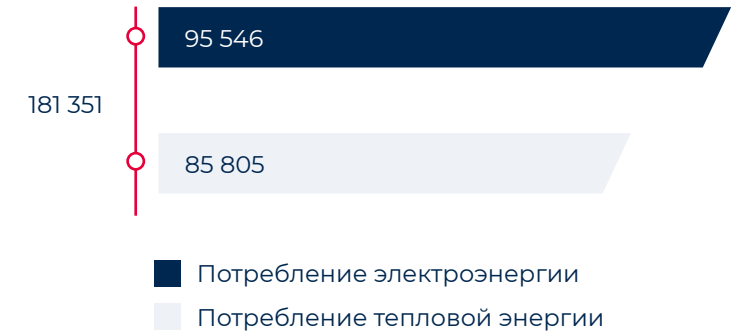 95 546
181 351
85 805
Потребление электроэнергии
Потребление тепловой энергии